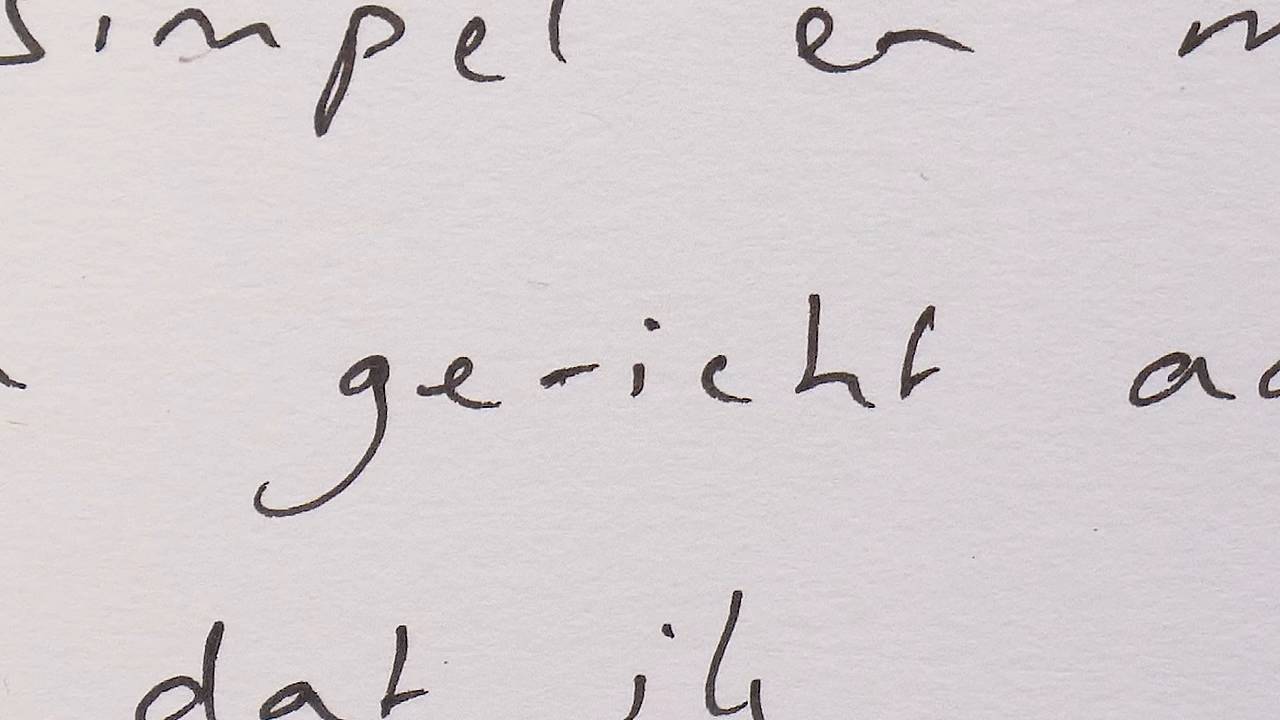 simpel en
gericht
dat ik